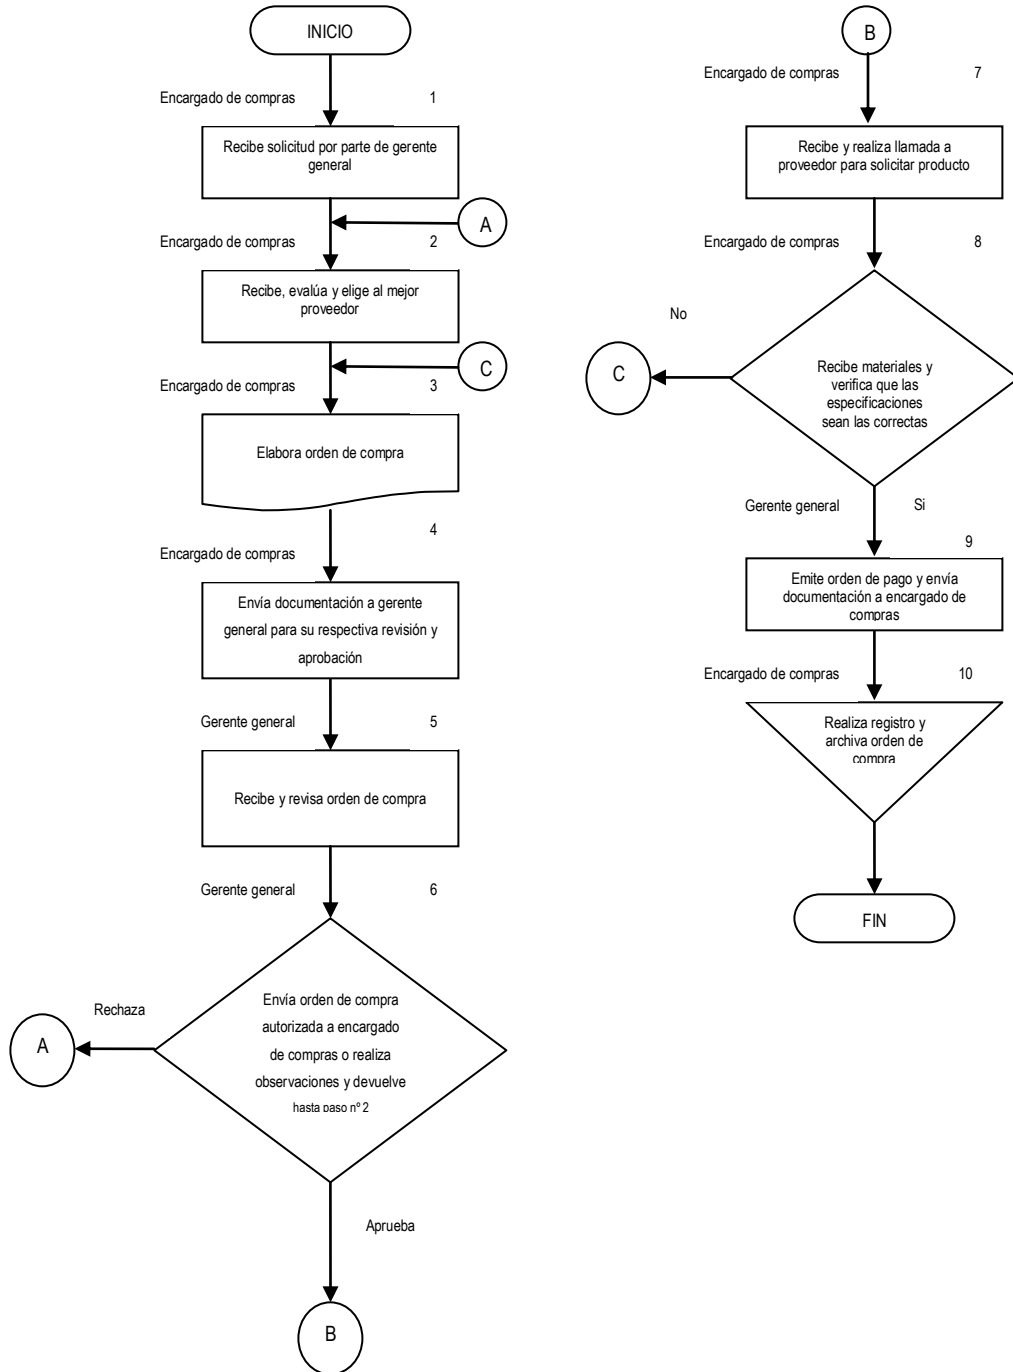 INICIO
Encargado de compras 1
Recibe solicitud por parte de gerente
general
A
Encargado de compras 2
Recibe, evalúa y elige al mejor
proveedor
C
Encargado de compras 3
Elabora orden de compra
4
Encargado de compras
Envía documentación a gerente
general para su respectiva revisión y
aprobación
Gerente general 5
Recibe y revisa orden de compra
Gerente general 6
Envía orden de compra
autorizada a encargado
de compras o realiza
observaciones y devuelve
hasta paso nº 2
Rechaza
A
Aprueba
B
B
Encargado de compras 7
Recibe y realiza llamada a
proveedor para solicitar producto
Encargado de compras 8
No
C
Recibe materiales y
verifica que las
especificaciones
sean las correctas
Gerente general Si
9
Emite orden de pago y envía
documentación a encargado de
compras
Encargado de compras 10
Realiza registro y
archiva orden de
compra
FIN